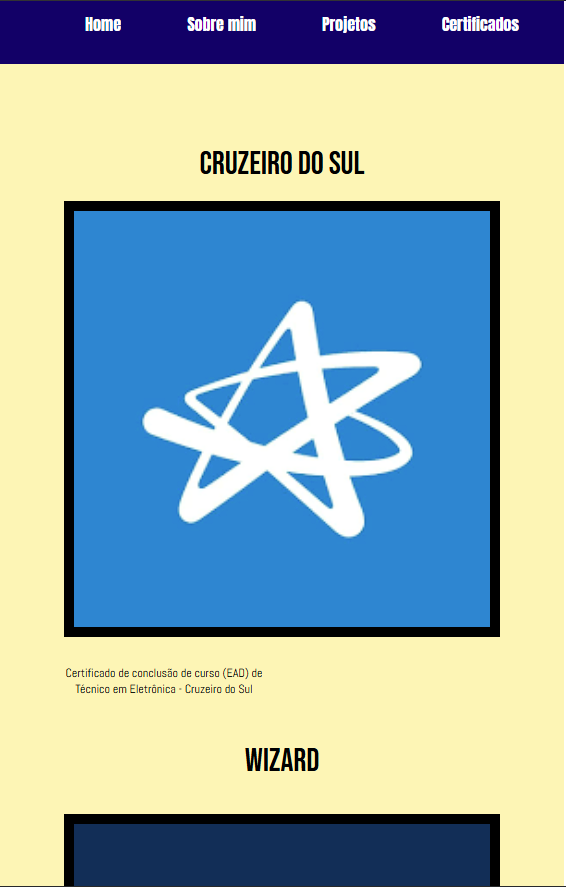 Home Sobre mim Projetos Certificados
CRUZEIRO DO SUL
Certificado de conclusão de curso (EAD) de
Técnico em Eletrônica - Cruzeiro do Sul
WIZARD